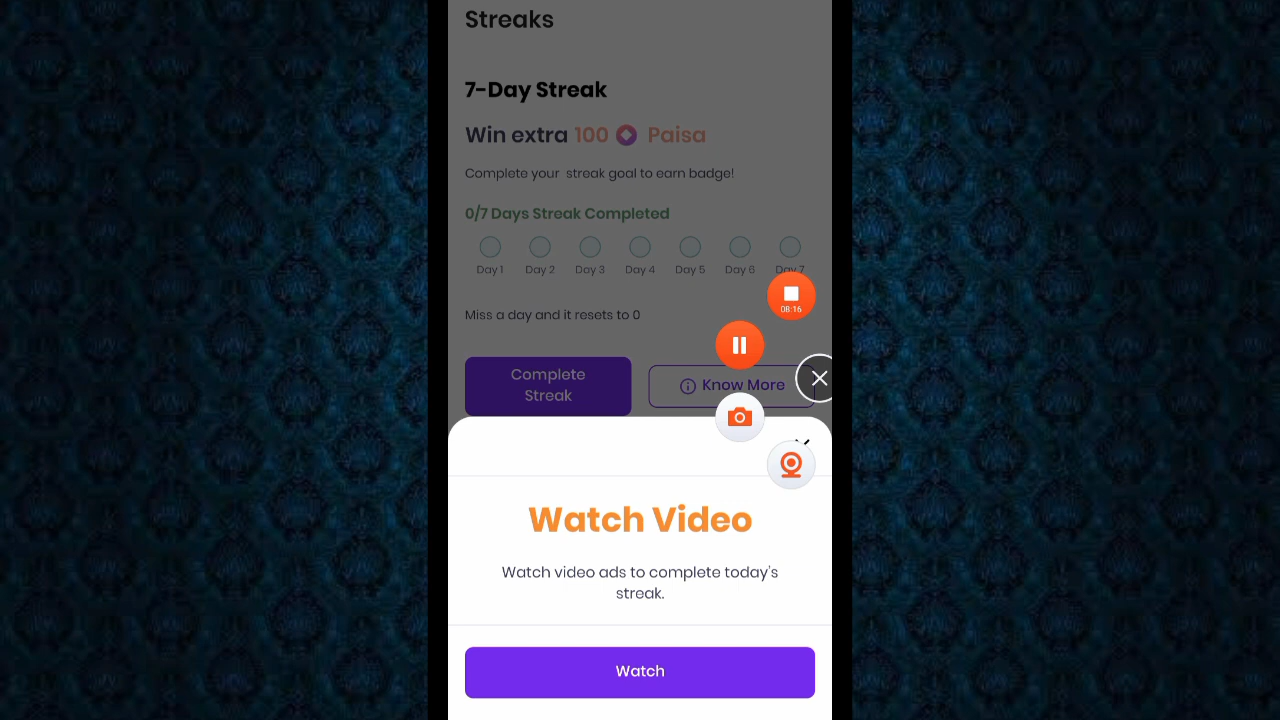 Streaks
7-Day Streak
Win extra 100 Paisa
Complete your streak goal to earn badge!
0/7 Days Streak Completed
Day 1 Day 2 Day 3 Day 4 Day 5 Day 6 Day 7
08:16
Miss a day and it resets to 0
Complete
Streak
Know More
Watch Video
Watch video ads to complete today's
streak.
Watch